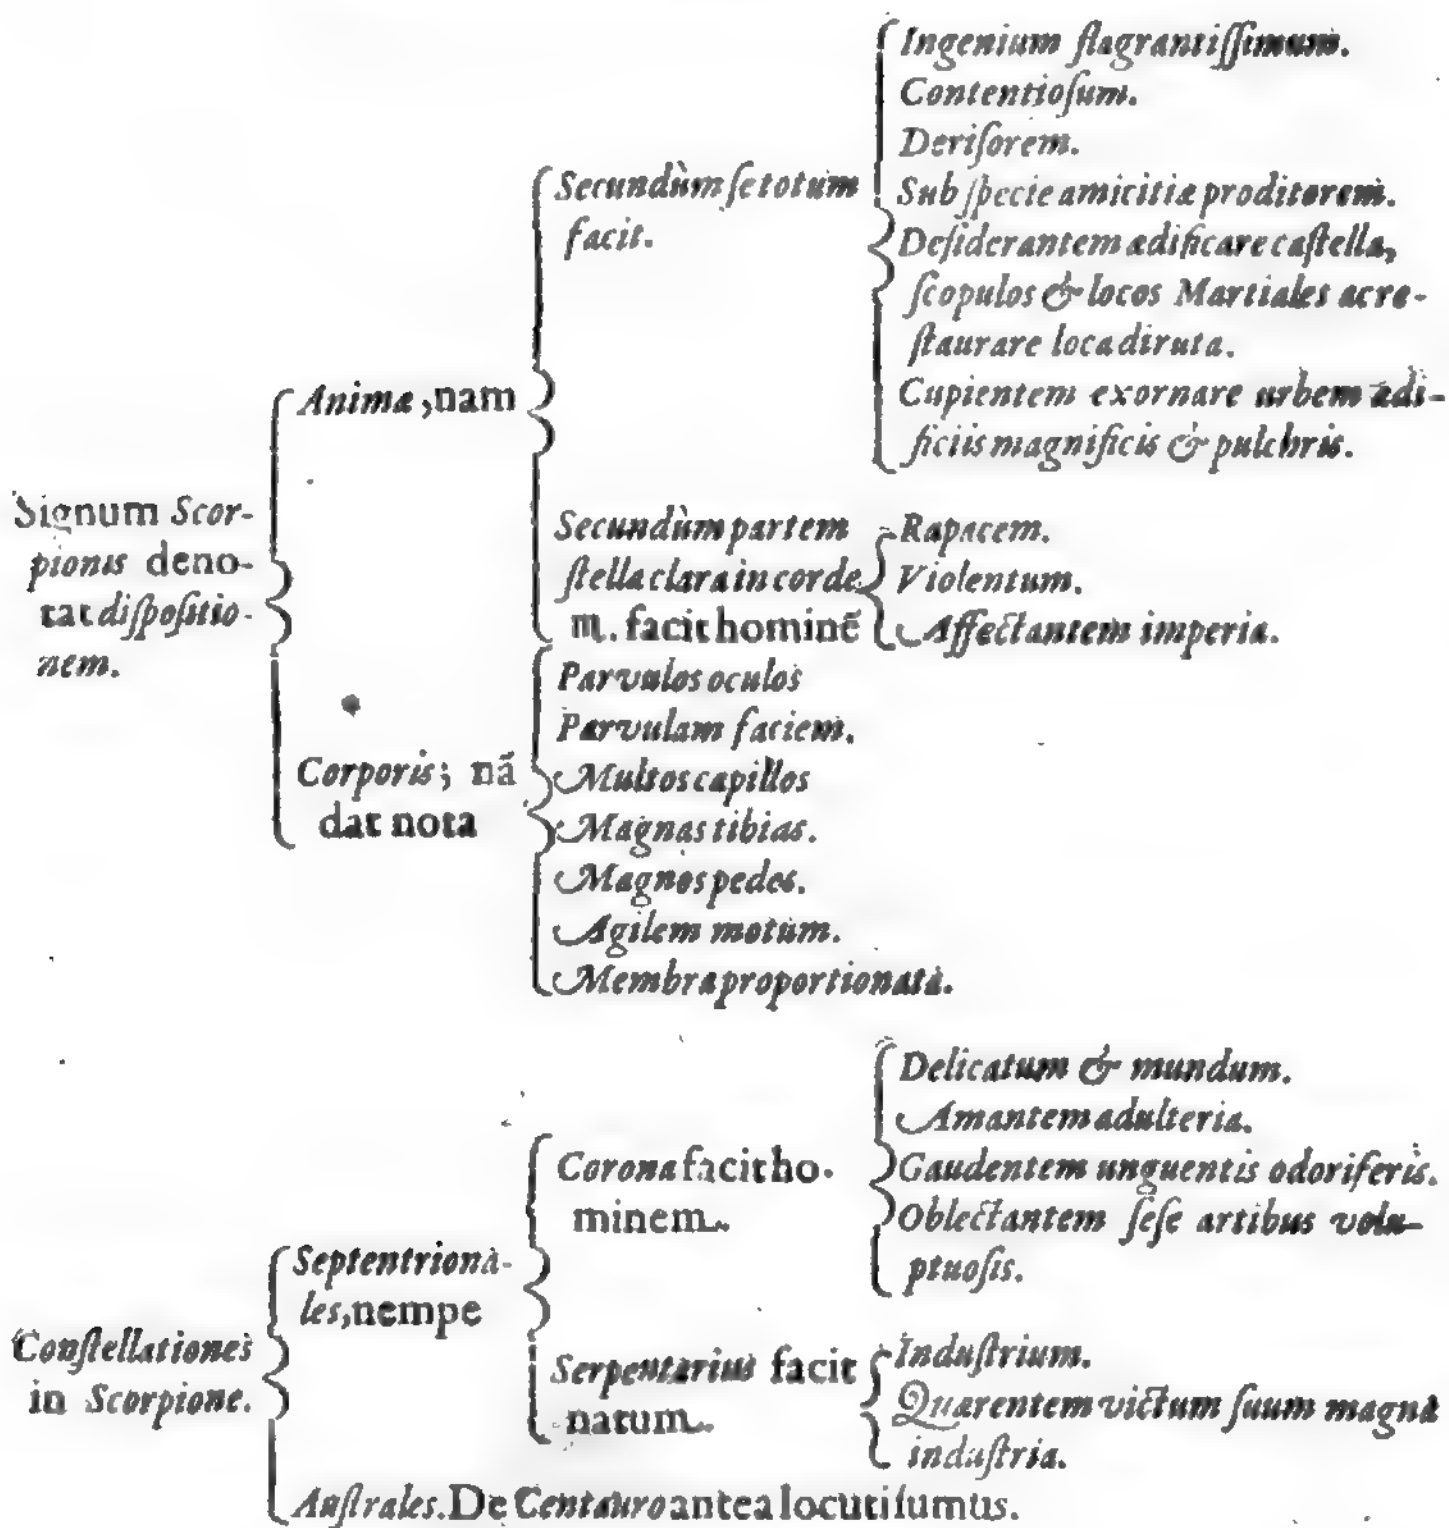 Signum Scor-
pionis deno-
tat dispositio-
nem.
Animæ, nam
Secundùm se totum
facit.
Ingenium flagrantissimum.
Contentiosum.
Derisorem.
Sub specie amicitiæ proditorem.
Desiderantem ædificare castella,
scopulos & locos Martiales ac re-
staurare loca diruta.
Cupientem exornare urbem ædi-
ficiis magnificis & pulchris.
Secundùm partem
stella clara in corde
♏. facit hominē
Rapacem.
Violentum.
Affectantem imperia.
Corporis; nā
dat nota
Parvulos oculos
Parvulam faciem.
Multos capillos
Magnas tibias.
Magnos pedes.
Agilem motum.
Membra proportionata.
Constellationes
in Scorpione.
Septentriona-
les, nempe
Corona facit ho-
minem.
Delicatum & mundum.
Amantem adulteria.
Gaudentem unguentis odoriferis.
Oblectantem sese artibus volu-
ptuosis.
Serpentarius facit
natum.
Industrium.
Quarentem victum suum magna
industria.
Australes. De Centauro antea locuti sumus.